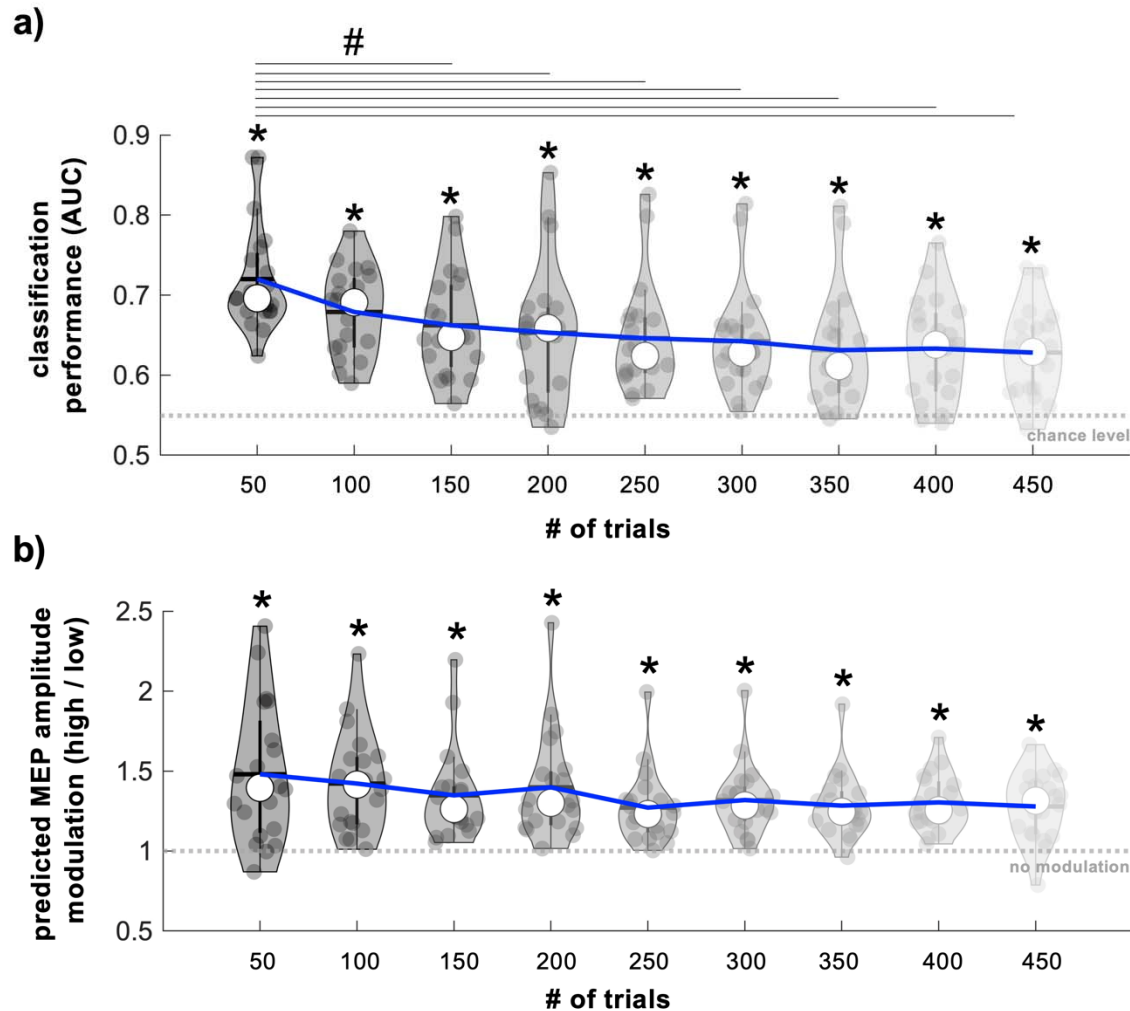 a)
#
* * * * * * * * *
0.9
0.8
0.7
0.6
0.5
classification
performance (AUC)
chance level
50 100 150 200 250 300 350 400 450
# of trials
b)
* * * * * * * * *
2.5
2
1.5
1
0.5
predicted MEP amplitude
modulation (high / low)
no modulation
50 100 150 200 250 300 350 400 450
# of trials